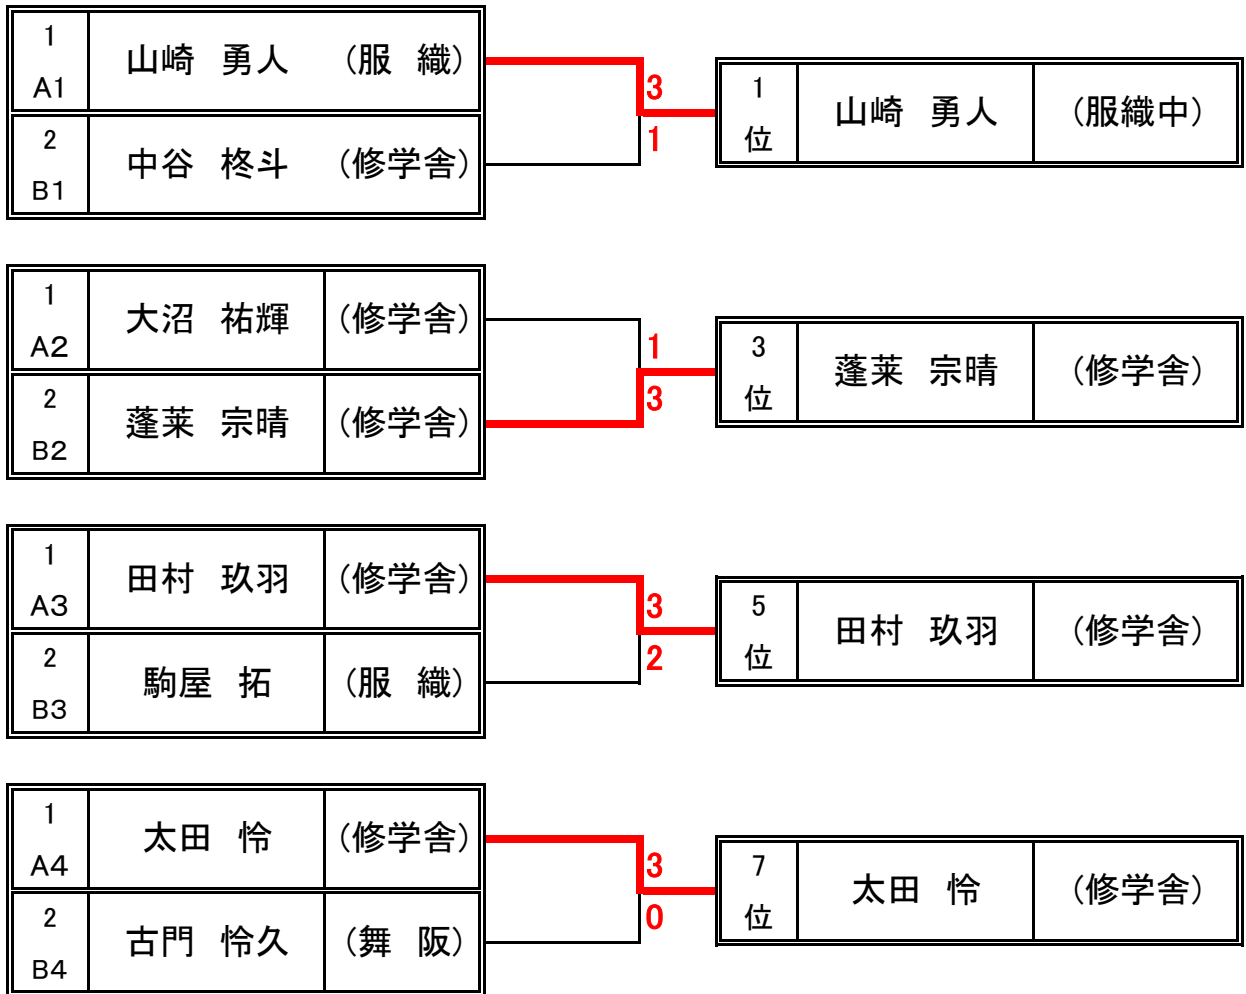 1
A1
山崎　勇人　（服　織）
2
B1
中谷　柊斗　（修学舎）
3
1
1
位
山崎　勇人
（服織中）
1
A2
大沼　祐輝
（修学舎）
2
B2
蓬莱　宗晴
（修学舎）
1
3
3
位
蓬莱　宗晴
（修学舎）
1
A3
田村　玖羽
（修学舎）
2
B3
駒屋　拓
（服　織）
3
2
5
位
田村　玖羽
（修学舎）
1
A4
太田　怜
（修学舎）
2
B4
古門　怜久
（舞　阪）
3
0
7
位
太田　怜
（修学舎）